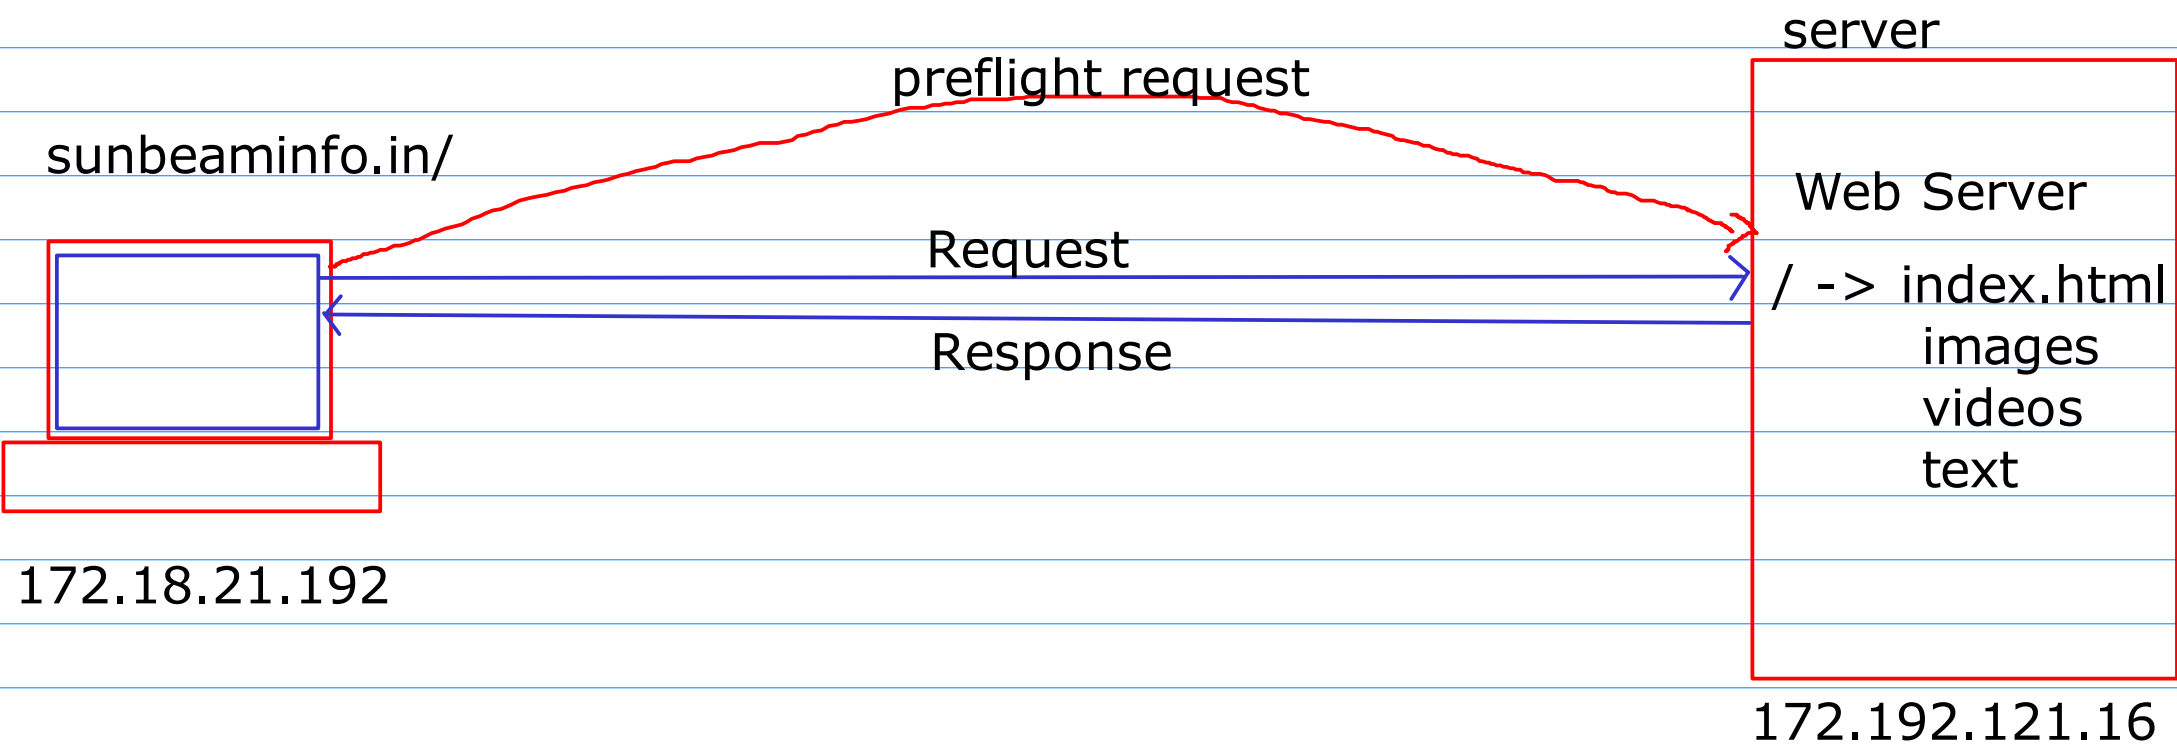 server
preflight request
sunbeaminfo.in/
Web Server
Request
/ -> index.html
images
Response
videos
text
172.18.21.192
172.192.121.16